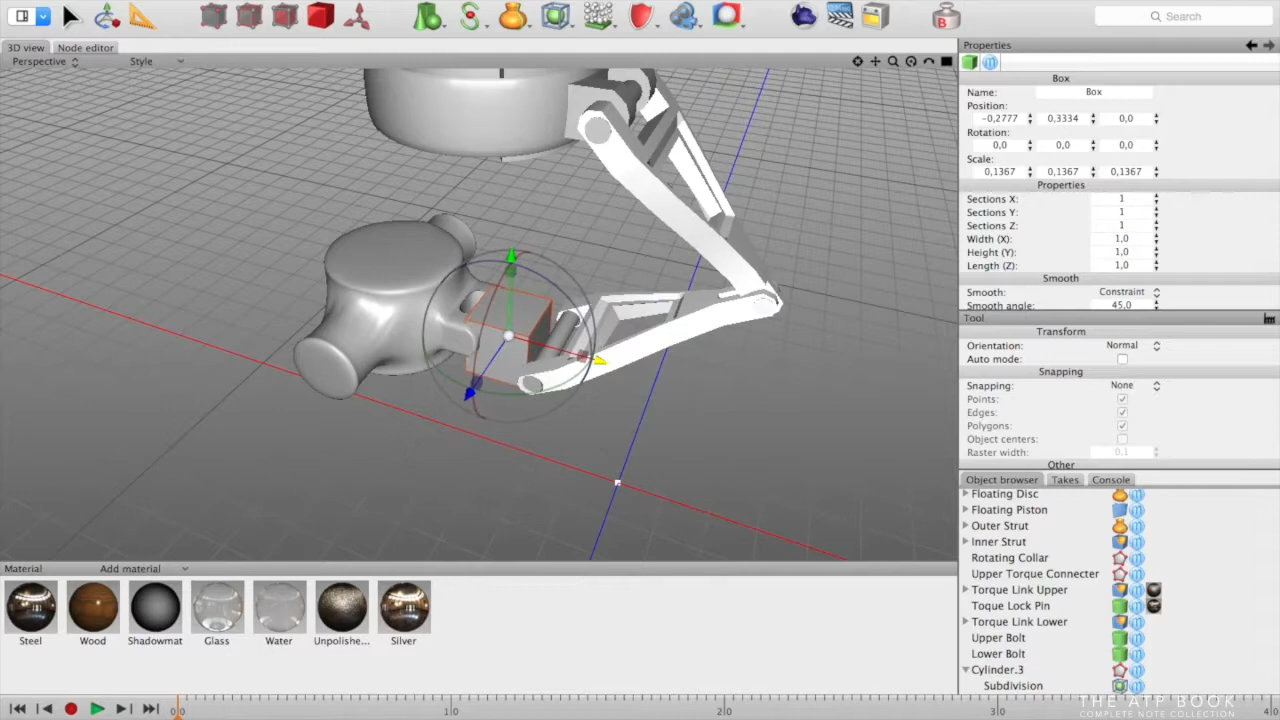 Search
3D view Node editor
Perspective Style
Properties
Box
Name: Box
Position:
−0,2777 0,3334 0,0
Rotation:
0,0 0,0 0,0
Scale:
0,1367 0,1367 0,1367
Properties
Sections X: 1
Sections Y: 1
Sections Z: 1
Width (X): 1,0
Height (Y): 1,0
Length (Z): 1,0
Smooth
Smooth: Constraint
Smooth angle: 45,0
Tool
Transform
Orientation: Normal
Auto mode:
Snapping
Snapping: None
Points:
Edges:
Polygons:
Object centers:
Raster width: 0,1
Other
Object browser Takes Console
Floating Disc
Floating Piston
Outer Strut
Inner Strut
Rotating Collar
Upper Torque Connecter
Torque Link Upper
Toque Lock Pin
Torque Link Lower
Upper Bolt
Lower Bolt
Cylinder.3
Subdivision
Material Add material
Steel Wood Shadowmat Glass Water Unpolishe... Silver
0,0 1,0 2,0 3,0 4,0
THE ATP BOOK
COMPLETE NOTE COLLECTION